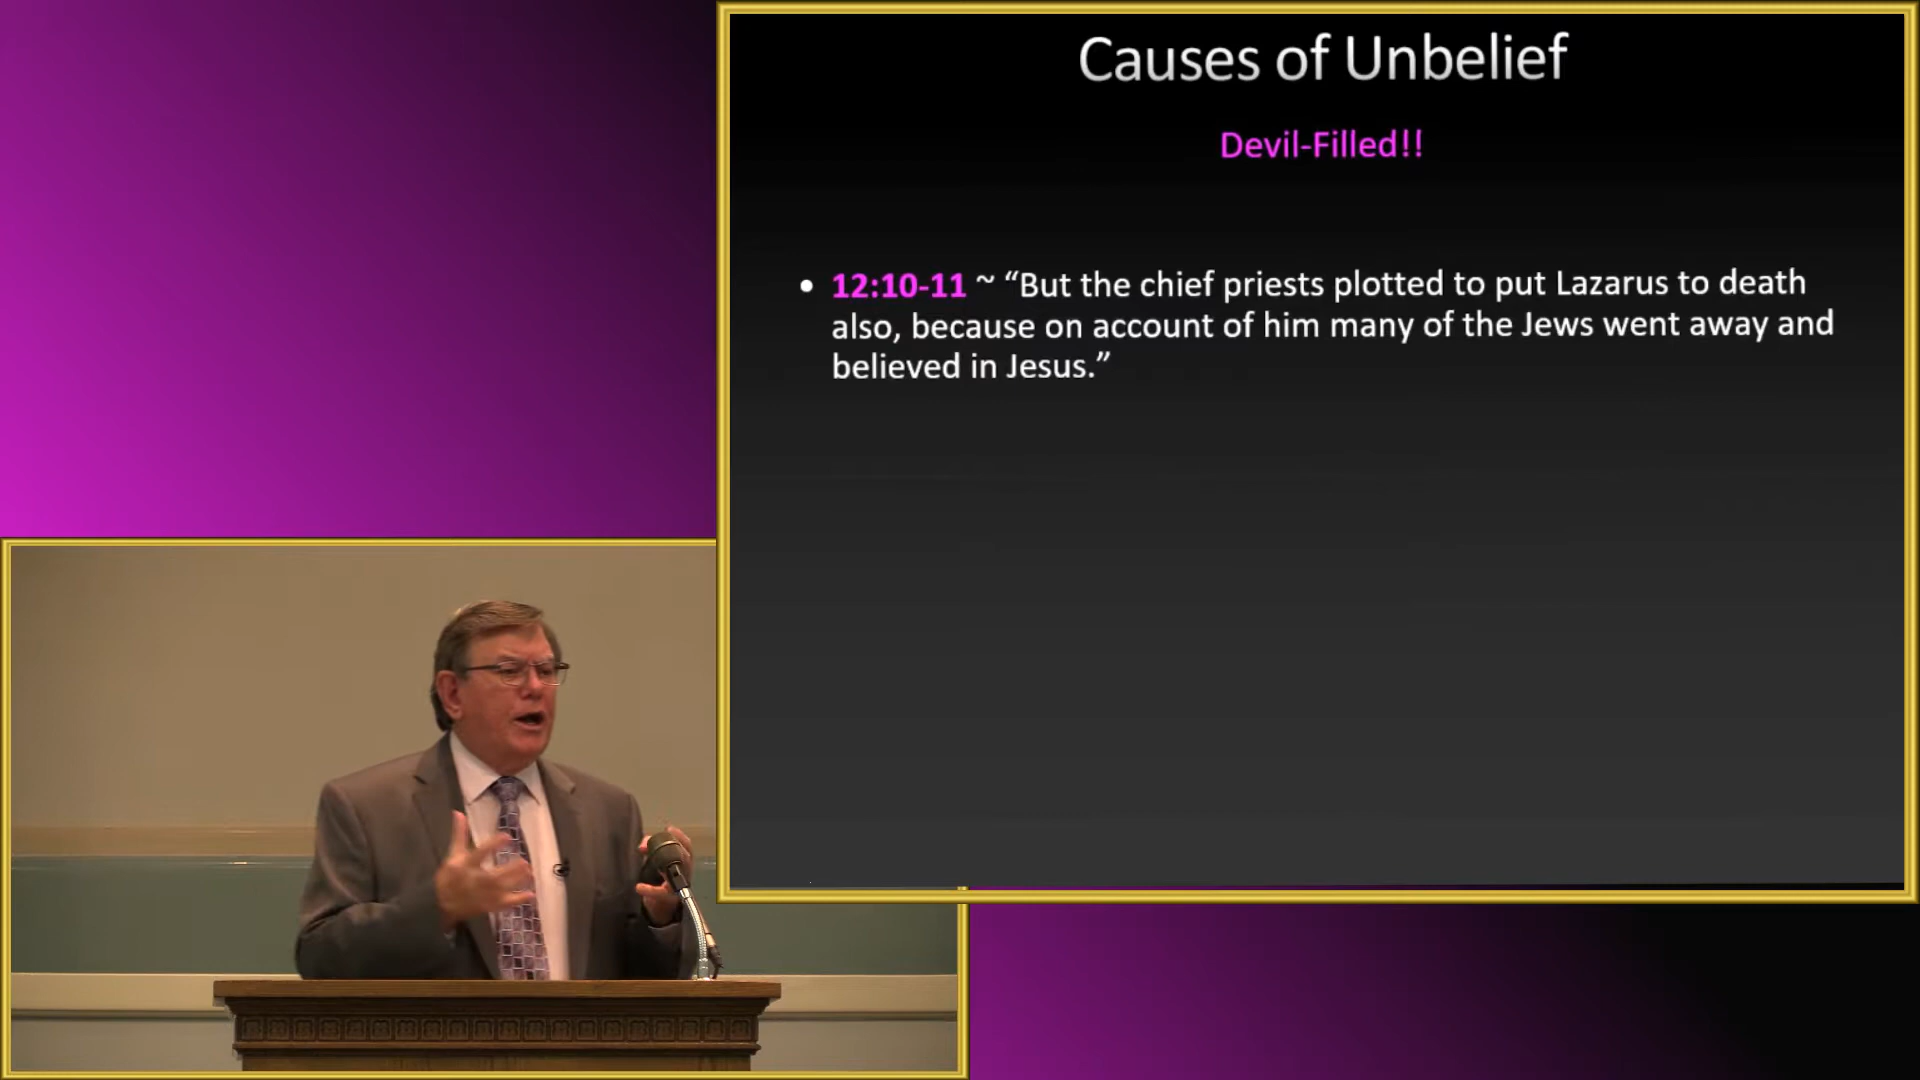 Causes of Unbelief
Devil-Filled!!
• 12:10-11 ~ “But the chief priests plotted to put Lazarus to death
also, because on account of him many of the Jews went away and
believed in Jesus.”